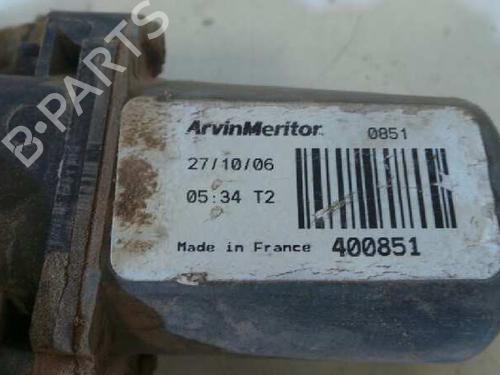 B-PARTS
ArvinMeritor 0851
27/10/06
05:34 T2
Made in France 400851